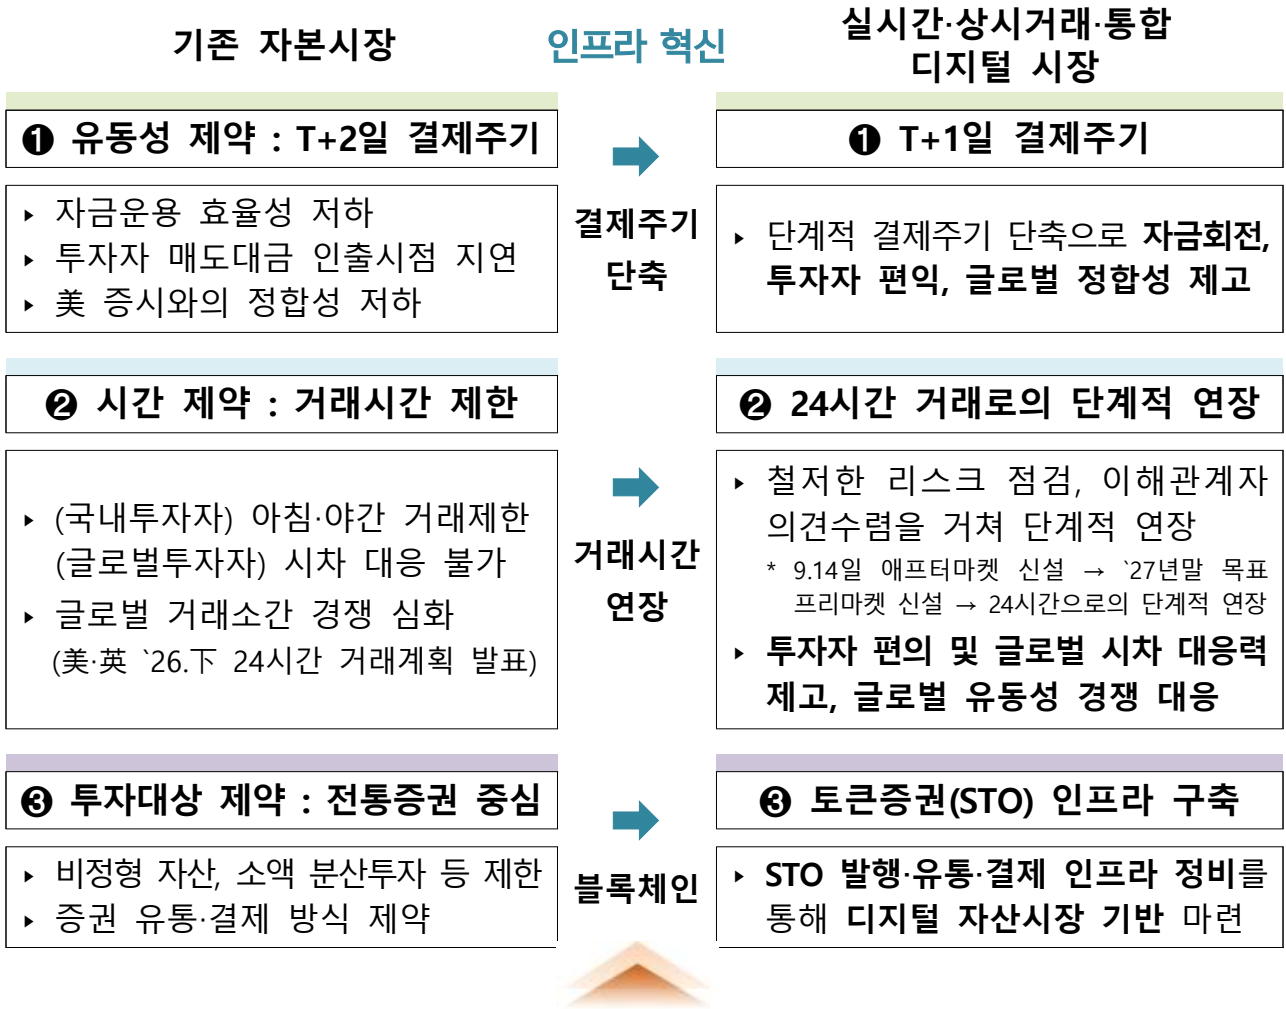 기존 자본시장
인프라 혁신
실시간·상시거래·통합
디지털 시장
❶ 유동성 제약 : T+2일 결제주기
▸ 자금운용 효율성 저하
▸ 투자자 매도대금 인출시점 지연
▸ 美 증시와의 정합성 저하
결제주기
단축
❶ T+1일 결제주기
▸ 단계적 결제주기 단축으로 자금회전,
투자자 편익, 글로벌 정합성 제고
❷ 시간 제약 : 거래시간 제한
▸ (국내투자자) 아침·야간 거래제한
(글로벌투자자) 시차 대응 불가
▸ 글로벌 거래소간 경쟁 심화
(美·英 `26.下 24시간 거래계획 발표)
거래시간
연장
❷ 24시간 거래로의 단계적 연장
▸ 철저한 리스크 점검, 이해관계자
의견수렴을 거쳐 단계적 연장
* 9.14일 애프터마켓 신설 → `27년말 목표
프리마켓 신설 → 24시간으로의 단계적 연장
▸ 투자자 편의 및 글로벌 시차 대응력
제고, 글로벌 유동성 경쟁 대응
❸ 투자대상 제약 : 전통증권 중심
▸ 비정형 자산, 소액 분산투자 등 제한
▸ 증권 유통·결제 방식 제약
블록체인
❸ 토큰증권(STO) 인프라 구축
▸ STO 발행·유통·결제 인프라 정비를
통해 디지털 자산시장 기반 마련